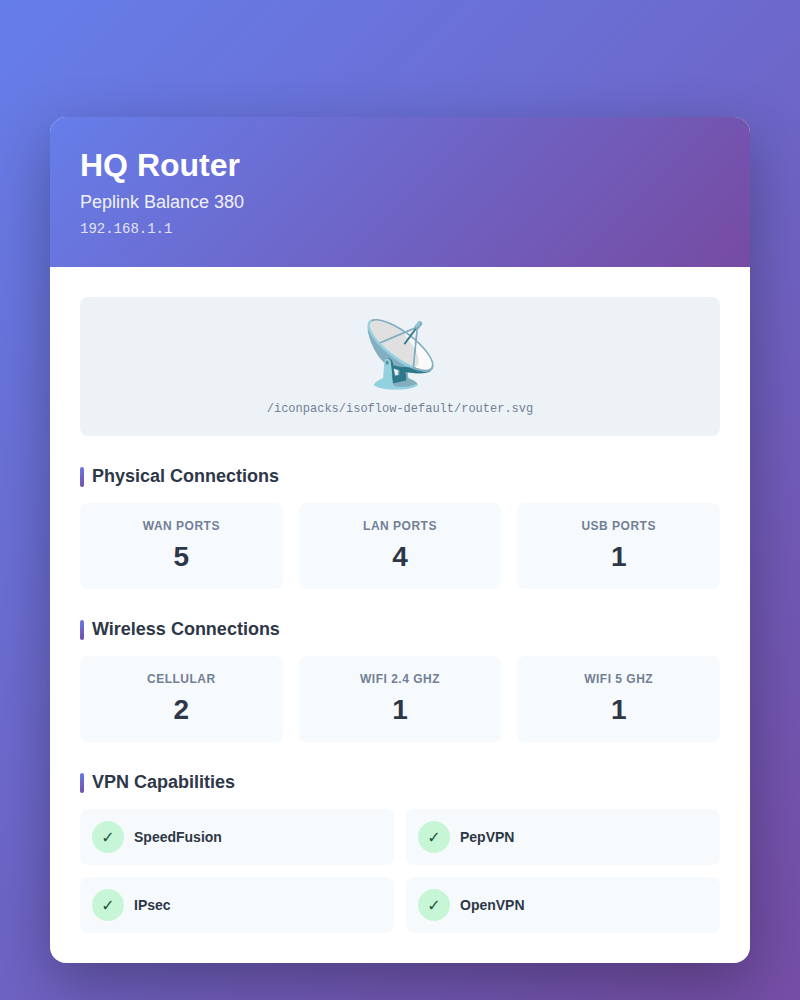 HQ Router
Peplink Balance 380
192.168.1.1
/iconpacks/isoflow-default/router.svg
Physical Connections
WAN PORTS
5
LAN PORTS
4
USB PORTS
1
Wireless Connections
CELLULAR
2
WIFI 2.4 GHZ
1
WIFI 5 GHZ
1
VPN Capabilities
✓ SpeedFusion
✓ PepVPN
✓ IPsec
✓ OpenVPN